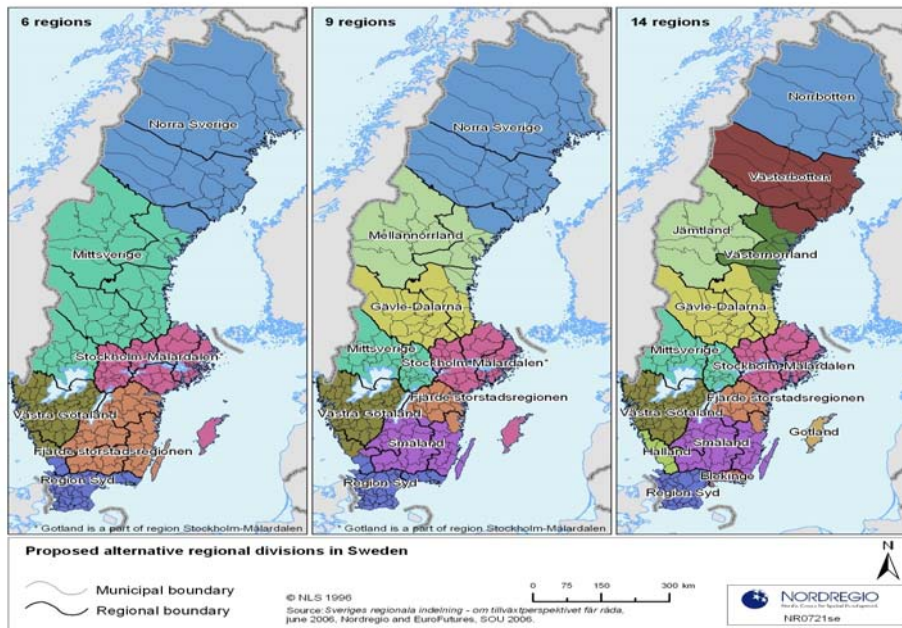 6 regions
Norra Sverige
Mittsverige
Stockholm-Mälardalen
Västra Götaland
Fjärde storstadsregionen
Region Syd
* Gotland is a part of region Stockholm-Mälardalen
9 regions
Norra Sverige
Mellannorrland
Gävle-Dalarna
Mittsverige
Stockholm-Mälardalen*
Fjärde storstadsregionen
Västra Götaland
Småland
Region Syd
* Gotland is a part of region Stockholm-Mälardalen
14 regions
Norrbotten
Västerbotten
Jämtland
Västernorrland
Gävle-Dalarna
Mittsverige
Stockholm-Mälardalen
Fjärde storstadsregionen
Västra Götaland
Gotland
Småland
Halland
Blekinge
Region Syd
Proposed alternative regional divisions in Sweden
Municipal boundary
Regional boundary
© NLS 1996
Source: Sveriges regionala indelning - om tillväxtperspektivet får råda,
june 2006, Nordregio and EuroFutures, SOU 2006.
0 75 150 300 km
N
NORDREGIO
Nordic Centre for Spatial Development
NR0721se